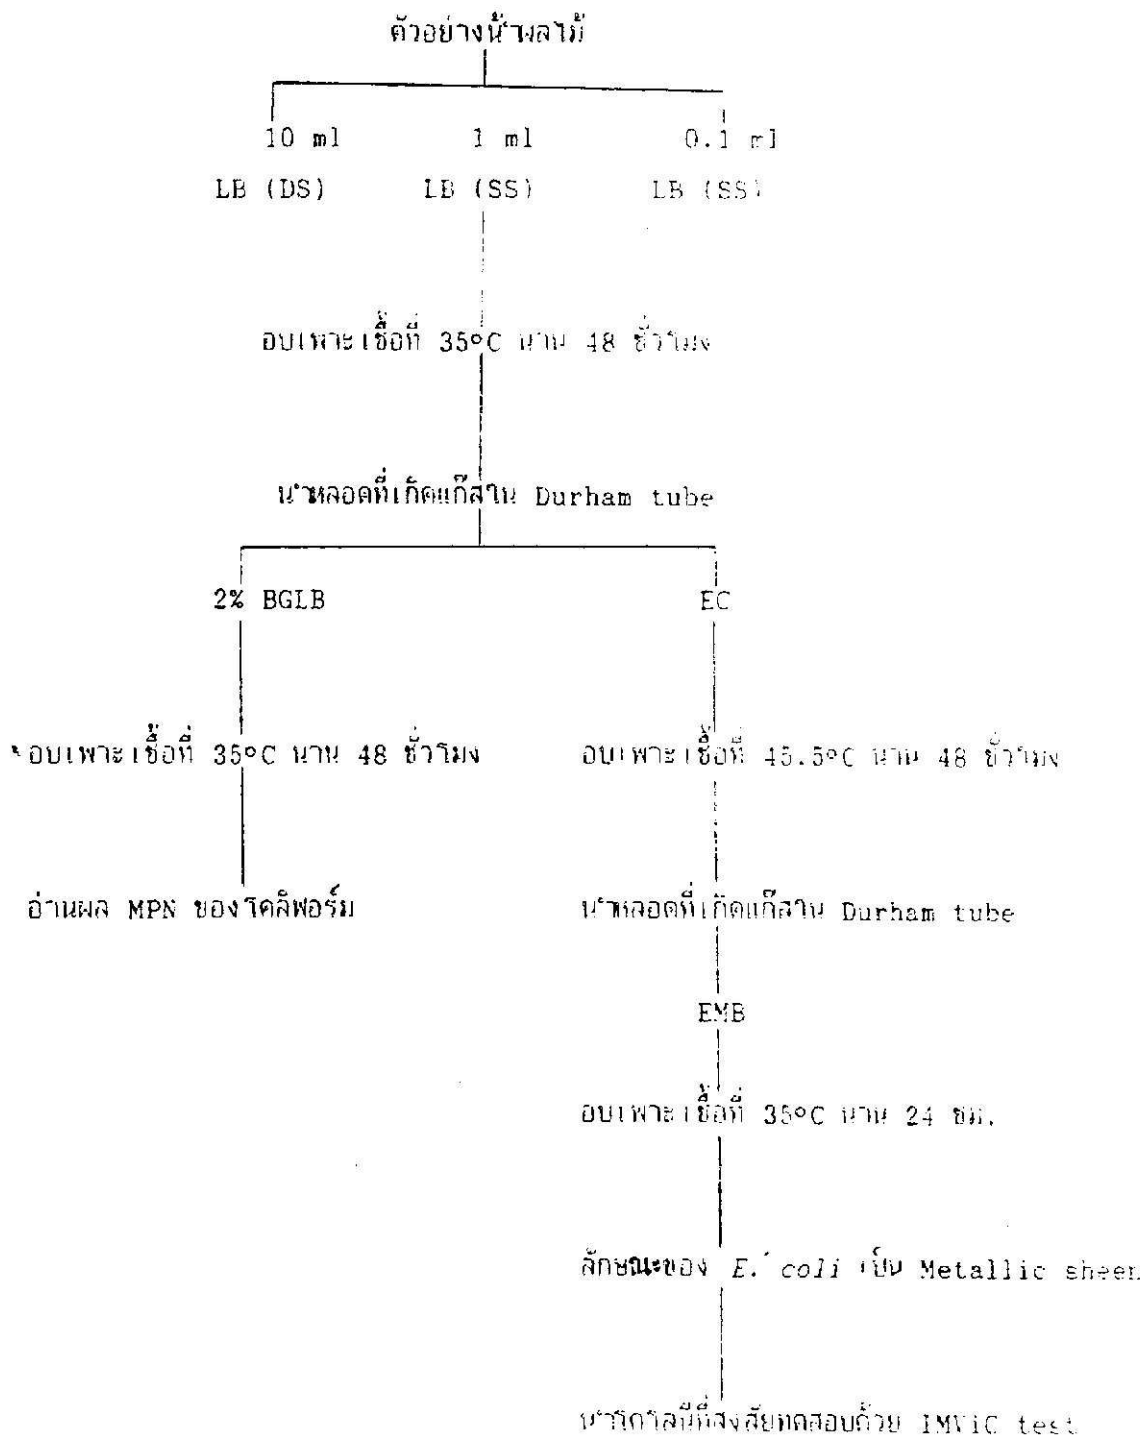 ตัวอย่างน้ำผลไม้
10 ml 1 ml 0.1 ml
LB (DS) LB (SS) LB (SS)
อบเพาะเชื้อที่ 35°C นาน 48 ชั่วโมง
นำหลอดที่เกิดแก๊สใน Durham tube
2% BGLB EC
อบเพาะเชื้อที่ 35°C นาน 48 ชั่วโมง อบเพาะเชื้อที่ 45.5°C นาน 48 ชั่วโมง
อ่านผล MPN ของโคลิฟอร์ม นำหลอดที่เกิดแก๊สใน Durham tube
EMB
อบเพาะเชื้อที่ 35°C นาน 24 ชม.
ลักษณะของ E. coli เป็น Metallic sheen
นำโคโลนีที่สงสัยทดสอบด้วย IMViC test